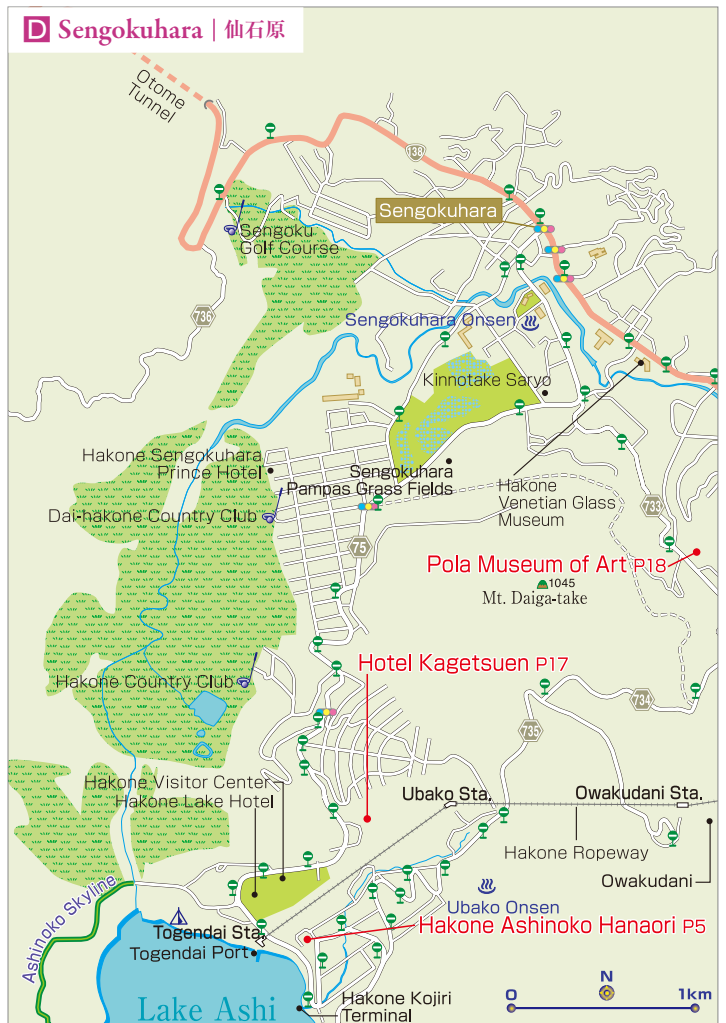 D Sengokuhara | 仙石原
Otome
Tunnel
138
Sengokuhara
Sengoku
Golf Course
736
Sengokuhara Onsen
Kinnotake Saryo
Hakone Sengokuhara
Prince Hotel
Sengokuhara
Pampas Grass Fields
Hakone
Venetian Glass
Museum
Dai-hakone Country Club
733
75
Pola Museum of Art P18
1045
Mt. Daiga-take
Hotel Kagetsuen P17
Hakone Country Club
734
735
Hakone Visitor Center
Hakone Lake Hotel
Ubako Sta.
Owakudani Sta.
Hakone Ropeway
Owakudani
Ashinoko Skyline
Ubako Onsen
Hakone Ashinoko Hanaori P5
Togendai Sta.
Togendai Port
Lake Ashi
Hakone Kojiri
Terminal
N
0
1km